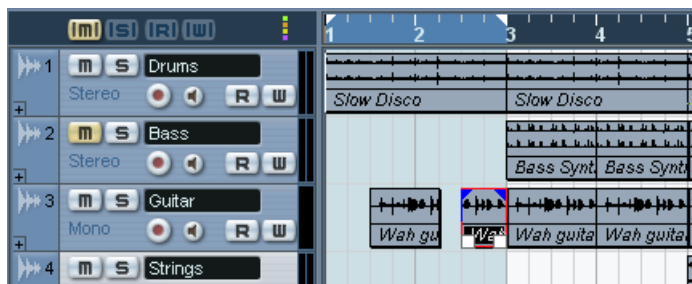 m S R W 1 2 3 4
1 m S Drums
Stereo R W
Slow Disco Slow Disco
2 m S Bass
Stereo R W
Bass Synt Bass Synt
3 m S Guitar
Mono R W
Wah gu Wah Wah guita Wah guita
4 m S Strings